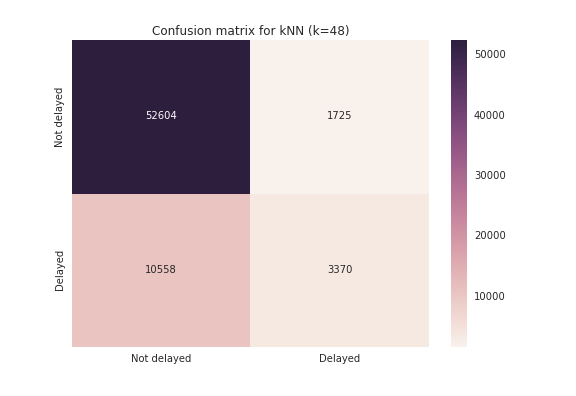 Confusion matrix for kNN (k=48)
Not delayed
52604
1725
Delayed
10558
3370
Not delayed
Delayed
50000
40000
30000
20000
10000